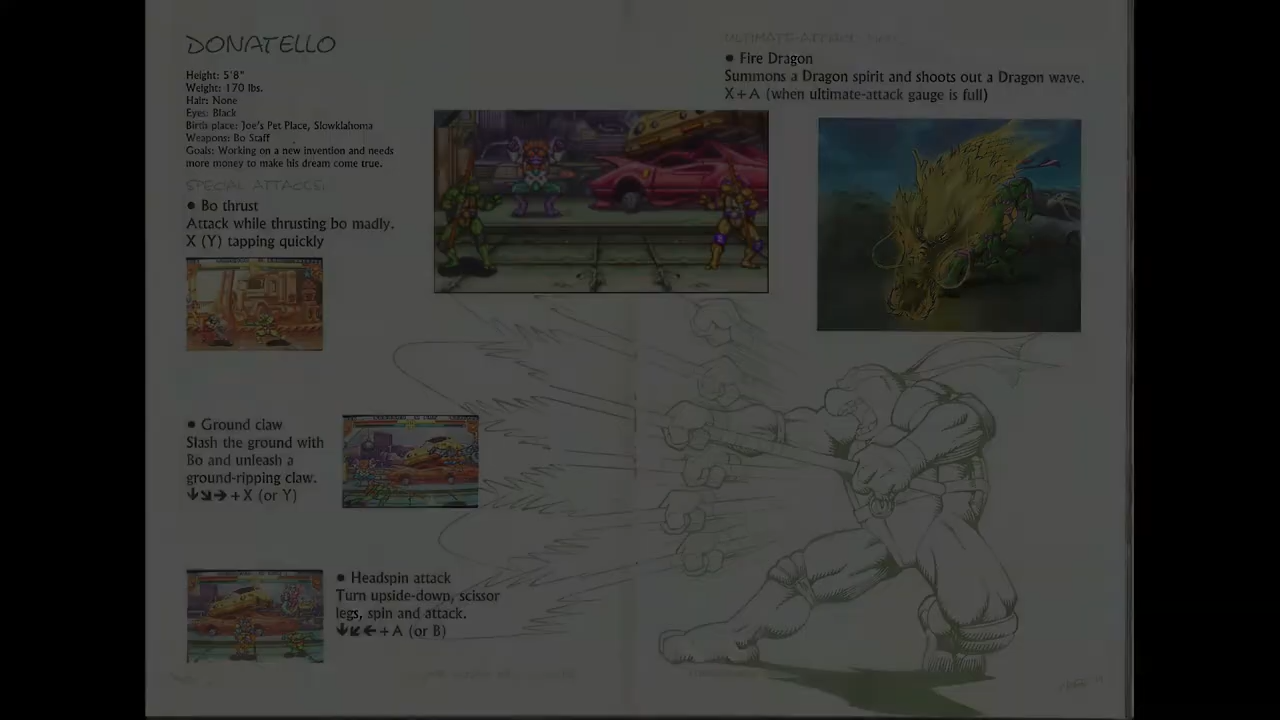 DONATELLO
Height: 5'8"
Weight: 170 lbs.
Hair: None
Eyes: Black
Birth place: Joe's Pet Place, Slowklahoma
Weapons: Bo Staff
Goals: Working on a new invention and needs
more money to make his dream come true.
SPECIAL ATTACKS:
● Bo thrust
Attack while thrusting bo madly.
X (Y) tapping quickly
● Ground claw
Slash the ground with
Bo and unleash a
ground-ripping claw.
↓↘→ + X (or Y)
● Headspin attack
Turn upside-down, scissor
legs, spin and attack.
↓↙← + A (or B)
ULTIMATE-ATTACK
● Fire Dragon
Summons a Dragon spirit and shoots out a Dragon wave.
X + A (when ultimate-attack gauge is full)